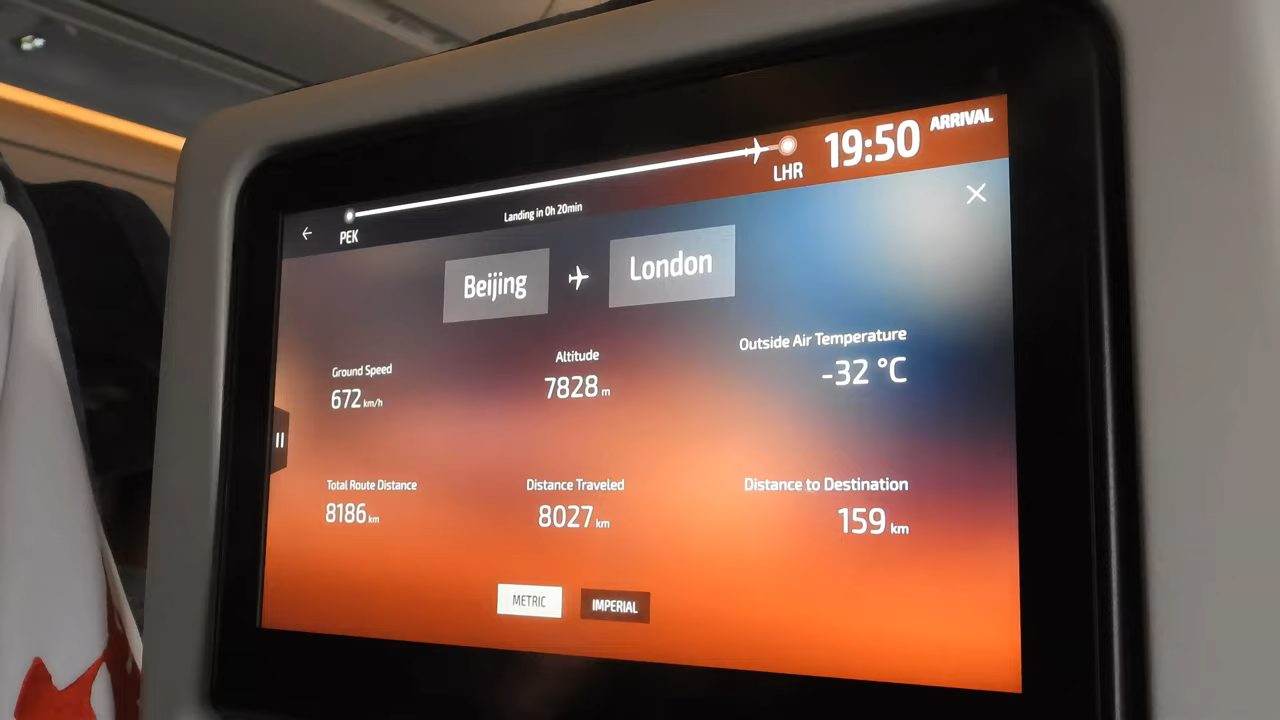 19:50 ARRIVAL
LHR
Landing in 0h 20min
PEK
Beijing
London
Ground Speed
672 km/h
Altitude
7828 m
Outside Air Temperature
-32 °C
Total Route Distance
8186 km
Distance Traveled
8027 km
Distance to Destination
159 km
METRIC
IMPERIAL